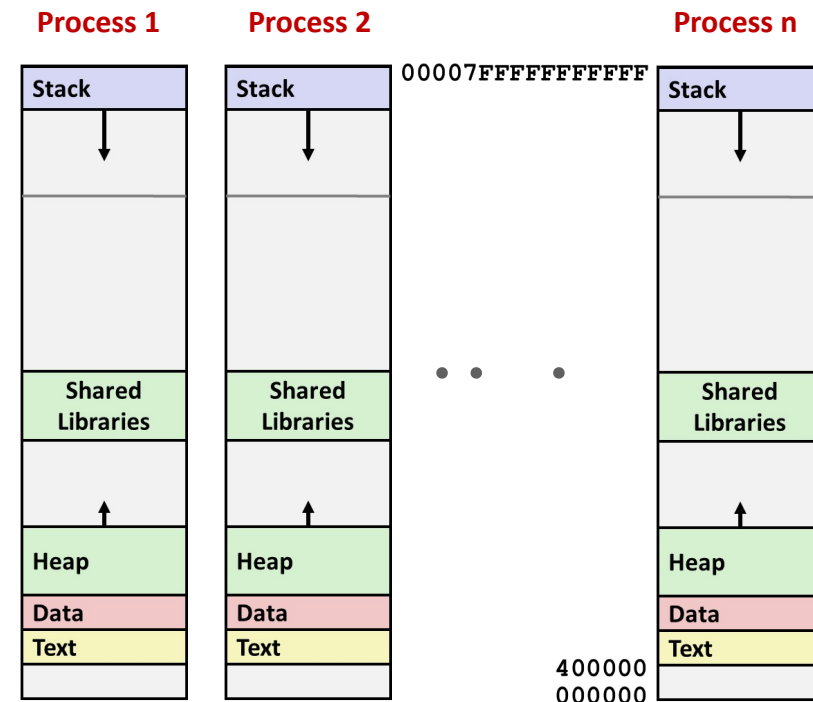 Process 1
Process 2
Process n
Stack
Stack
00007FFFFFFFFFFF
Stack
Shared
Libraries
Shared
Libraries
Shared
Libraries
Heap
Heap
Heap
Data
Data
Data
Text
Text
Text
400000
000000